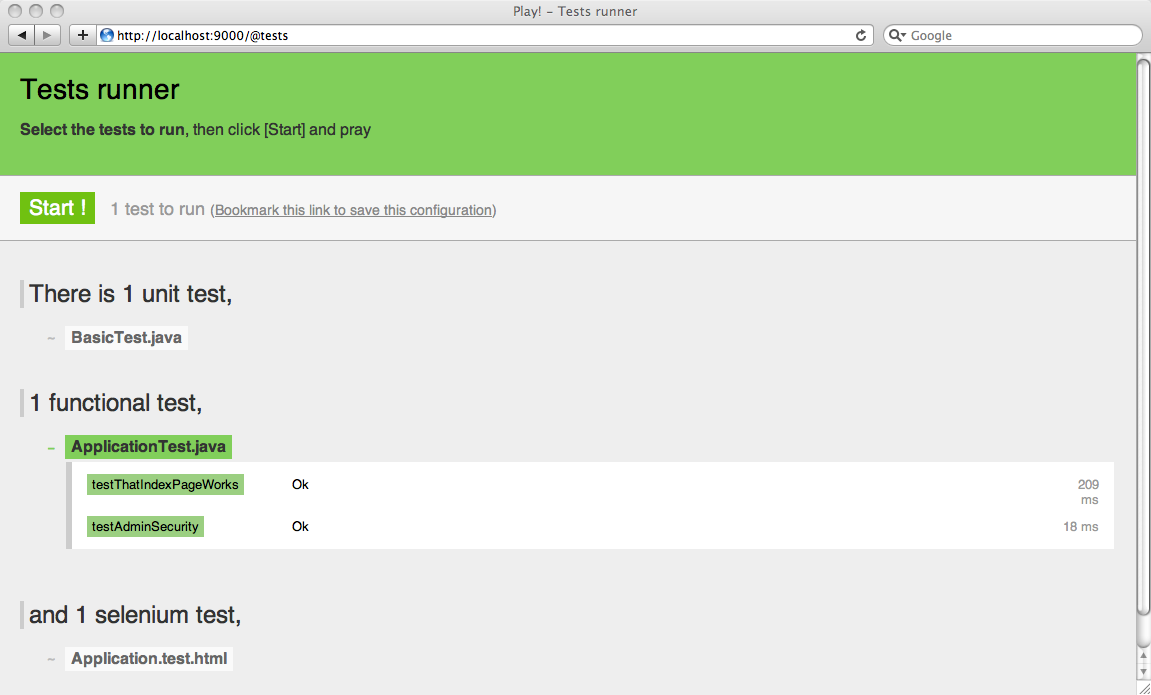 Play! – Tests runner
http://localhost:9000/@tests
Google
Tests runner
Select the tests to run, then click [Start] and pray
Start ! 1 test to run (Bookmark this link to save this configuration)
There is 1 unit test,
~ BasicTest.java
1 functional test,
– ApplicationTest.java
testThatIndexPageWorks Ok 209
ms
testAdminSecurity Ok 18 ms
and 1 selenium test,
~ Application.test.html